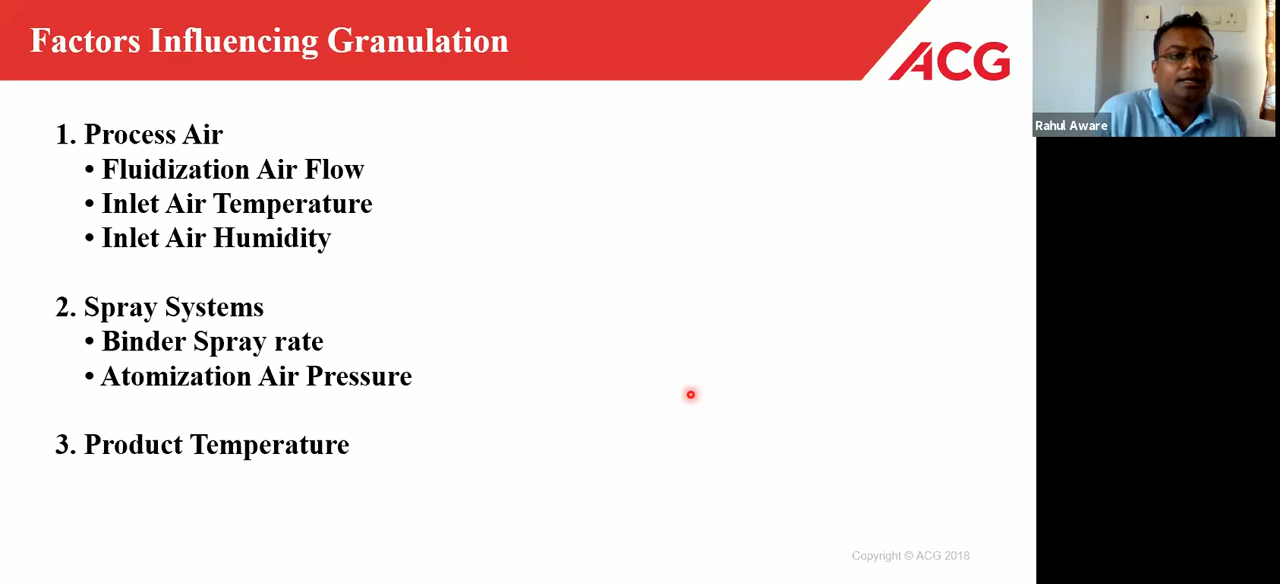 Factors Influencing Granulation
ACG
1. Process Air
• Fluidization Air Flow
• Inlet Air Temperature
• Inlet Air Humidity
2. Spray Systems
• Binder Spray rate
• Atomization Air Pressure
3. Product Temperature
Copyright © ACG 2018
Rahul Aware